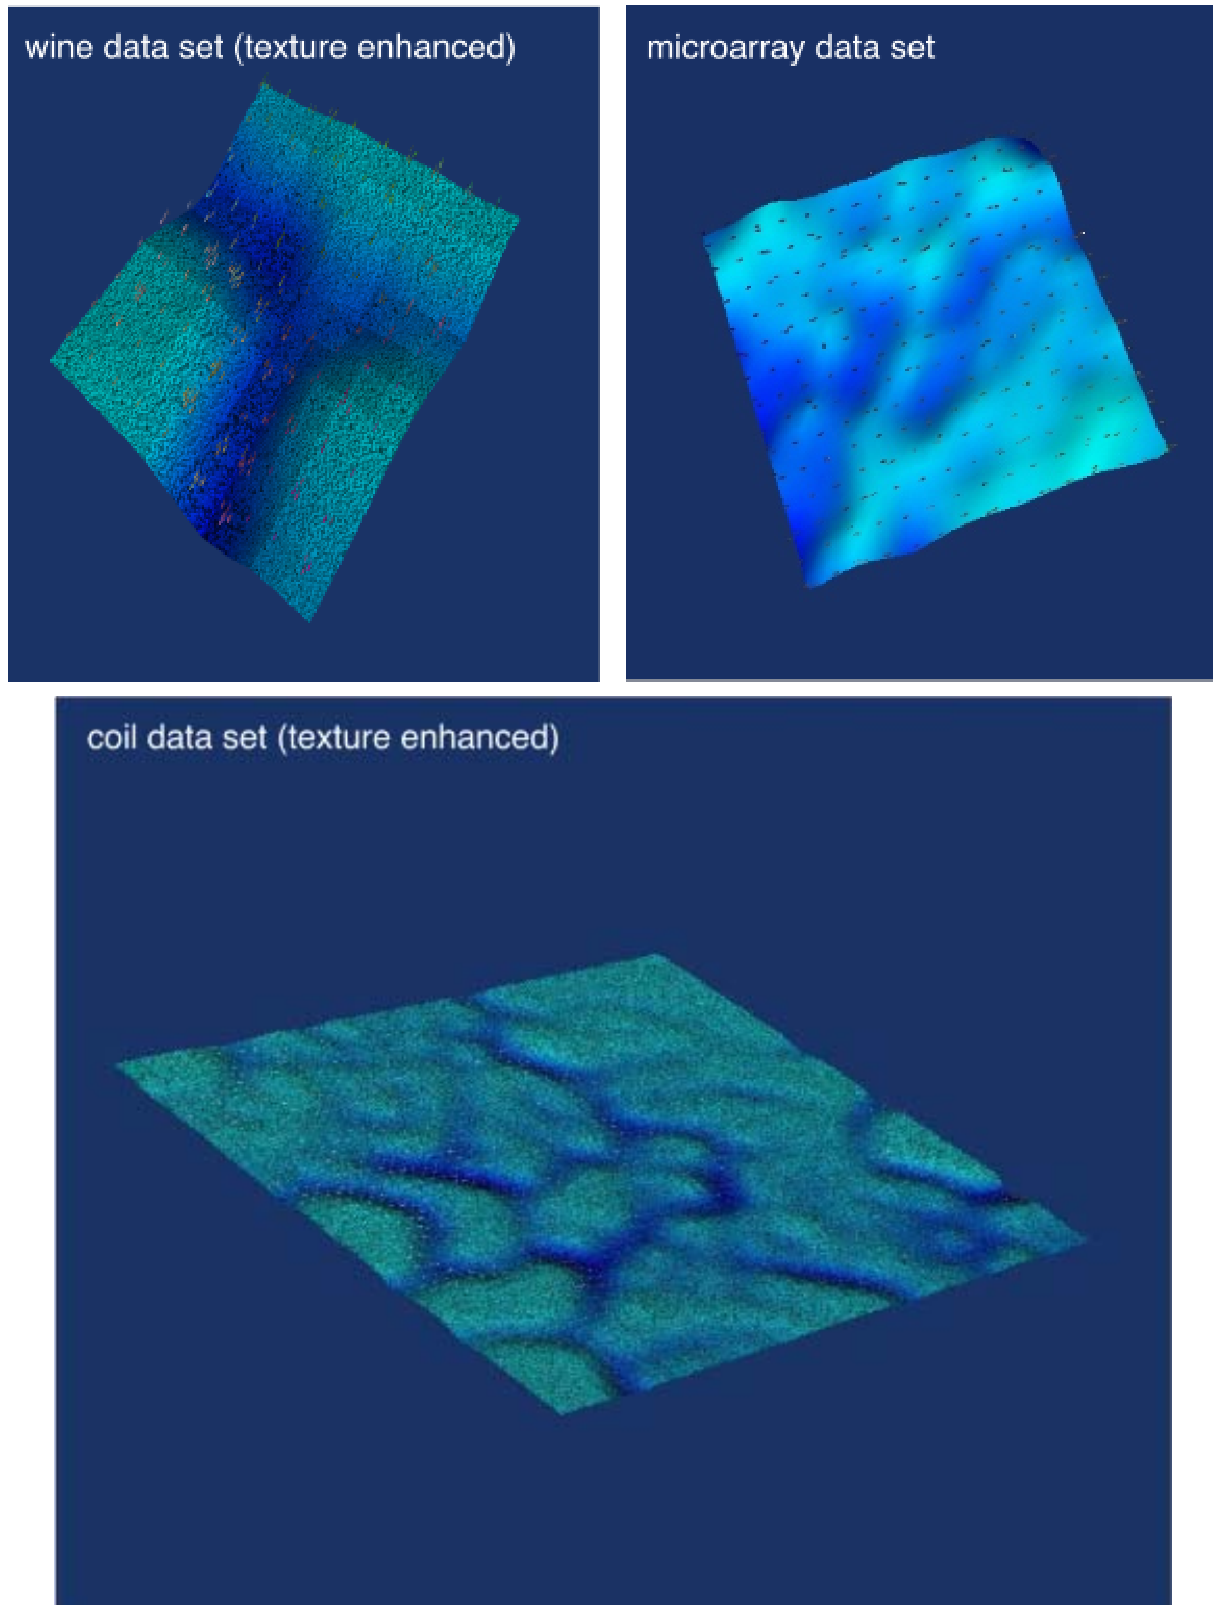 wine data set (texture enhanced)
microarray data set
coil data set (texture enhanced)